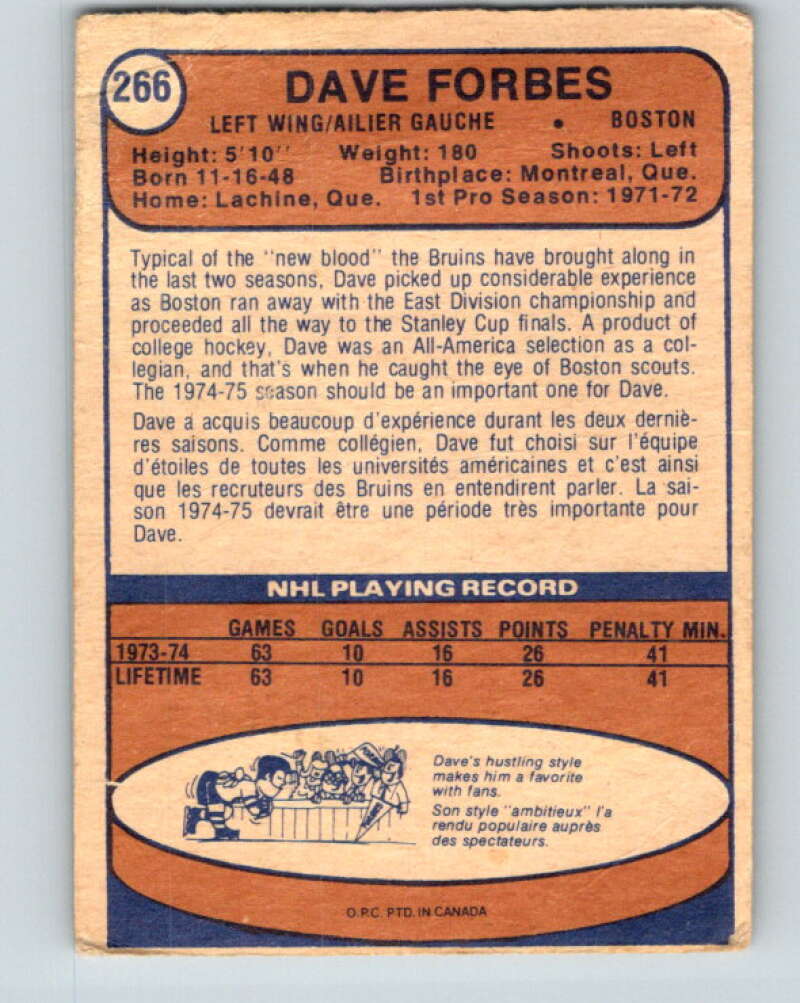 266
DAVE FORBES
LEFT WING/AILIER GAUCHE • BOSTON
Height: 5'10" Weight: 180 Shoots: Left
Born 11-16-48 Birthplace: Montreal, Que.
Home: Lachine, Que. 1st Pro Season: 1971-72
Typical of the "new blood" the Bruins have brought along in
the last two seasons, Dave picked up considerable experience
as Boston ran away with the East Division championship and
proceeded all the way to the Stanley Cup finals. A product of
college hockey, Dave was an All-America selection as a col-
legian, and that's when he caught the eye of Boston scouts.
The 1974-75 season should be an important one for Dave.
Dave a acquis beaucoup d'expérience durant les deux derniè-
res saisons. Comme collégien, Dave fut choisi sur l'équipe
d'étoiles de toutes les universités américaines et c'est ainsi
que les recruteurs des Bruins en entendirent parler. La sai-
son 1974-75 devrait être une période très importante pour
Dave.
NHL PLAYING RECORD
GAMES GOALS ASSISTS POINTS PENALTY MIN.
1973-74 63 10 16 26 41
LIFETIME 63 10 16 26 41
Dave's hustling style
makes him a favorite
with fans.
Son style "ambitieux" l'a
rendu populaire auprès
des spectateurs.
O.P.C. PTD. IN CANADA